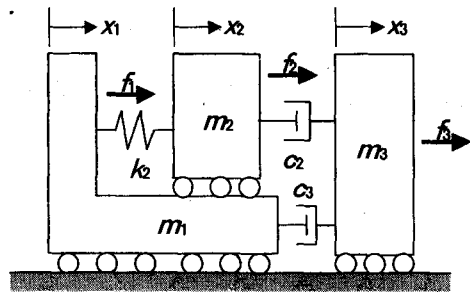 x₁ x₂ x₃
f₁ f₂
m₂ m₃ f₃
k₂ c₂
c₃
m₁